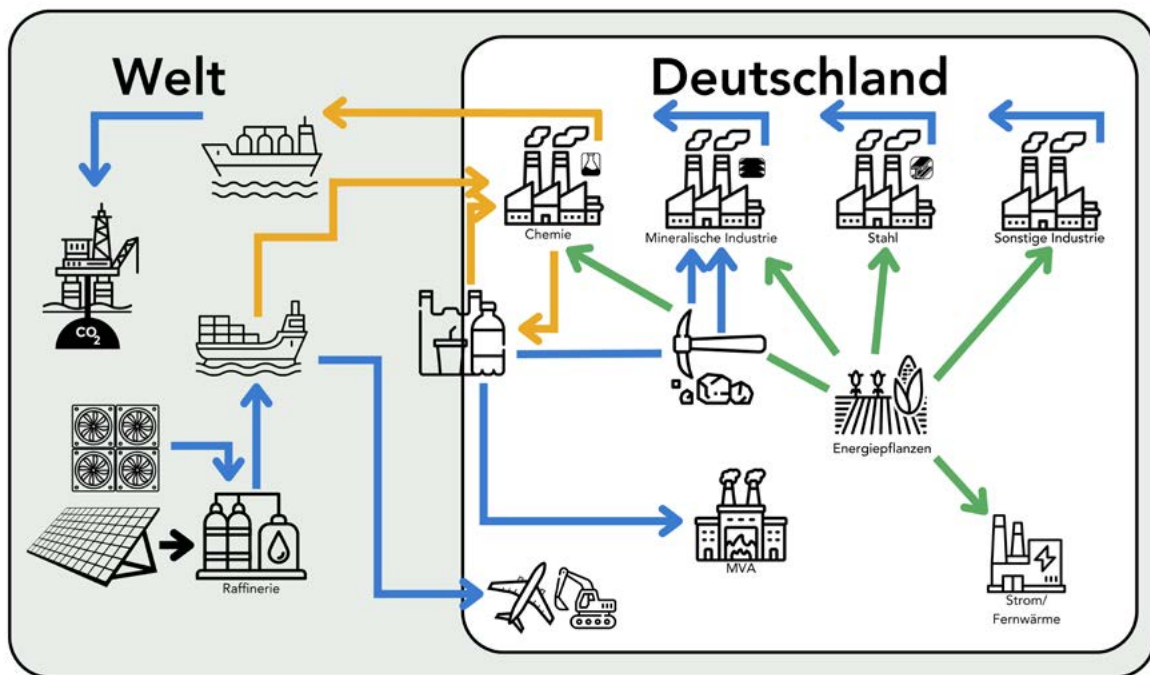 Welt
Deutschland
Chemie
Mineralische Industrie
Stahl
Sonstige Industrie
CO2
Energiepflanzen
Raffinerie
MVA
Strom/
Fernwärme